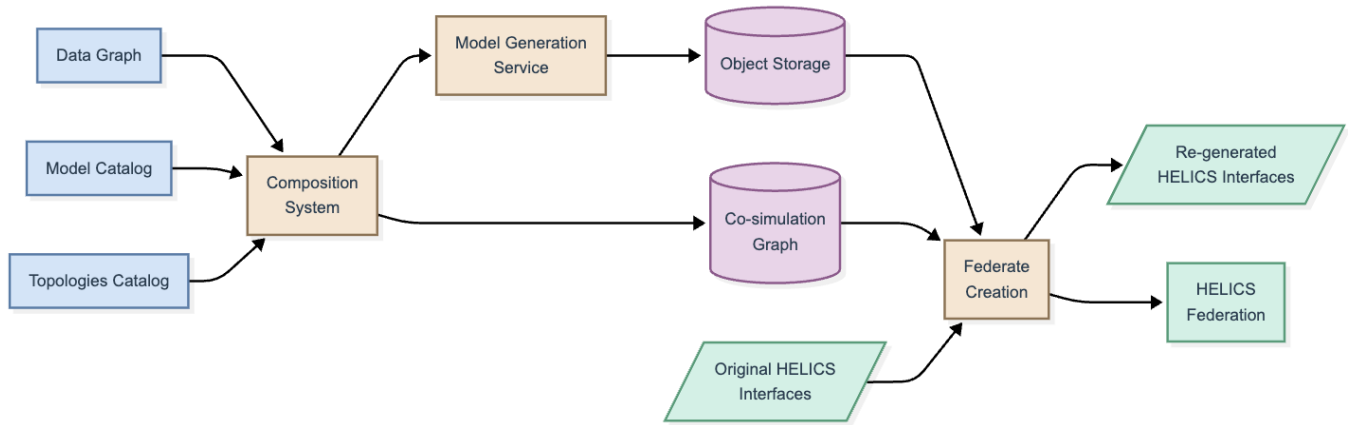 Data Graph
Model Catalog
Topologies Catalog
Composition
System
Model Generation
Service
Object Storage
Co-simulation
Graph
Original HELICS
Interfaces
Federate
Creation
Re-generated
HELICS Interfaces
HELICS
Federation